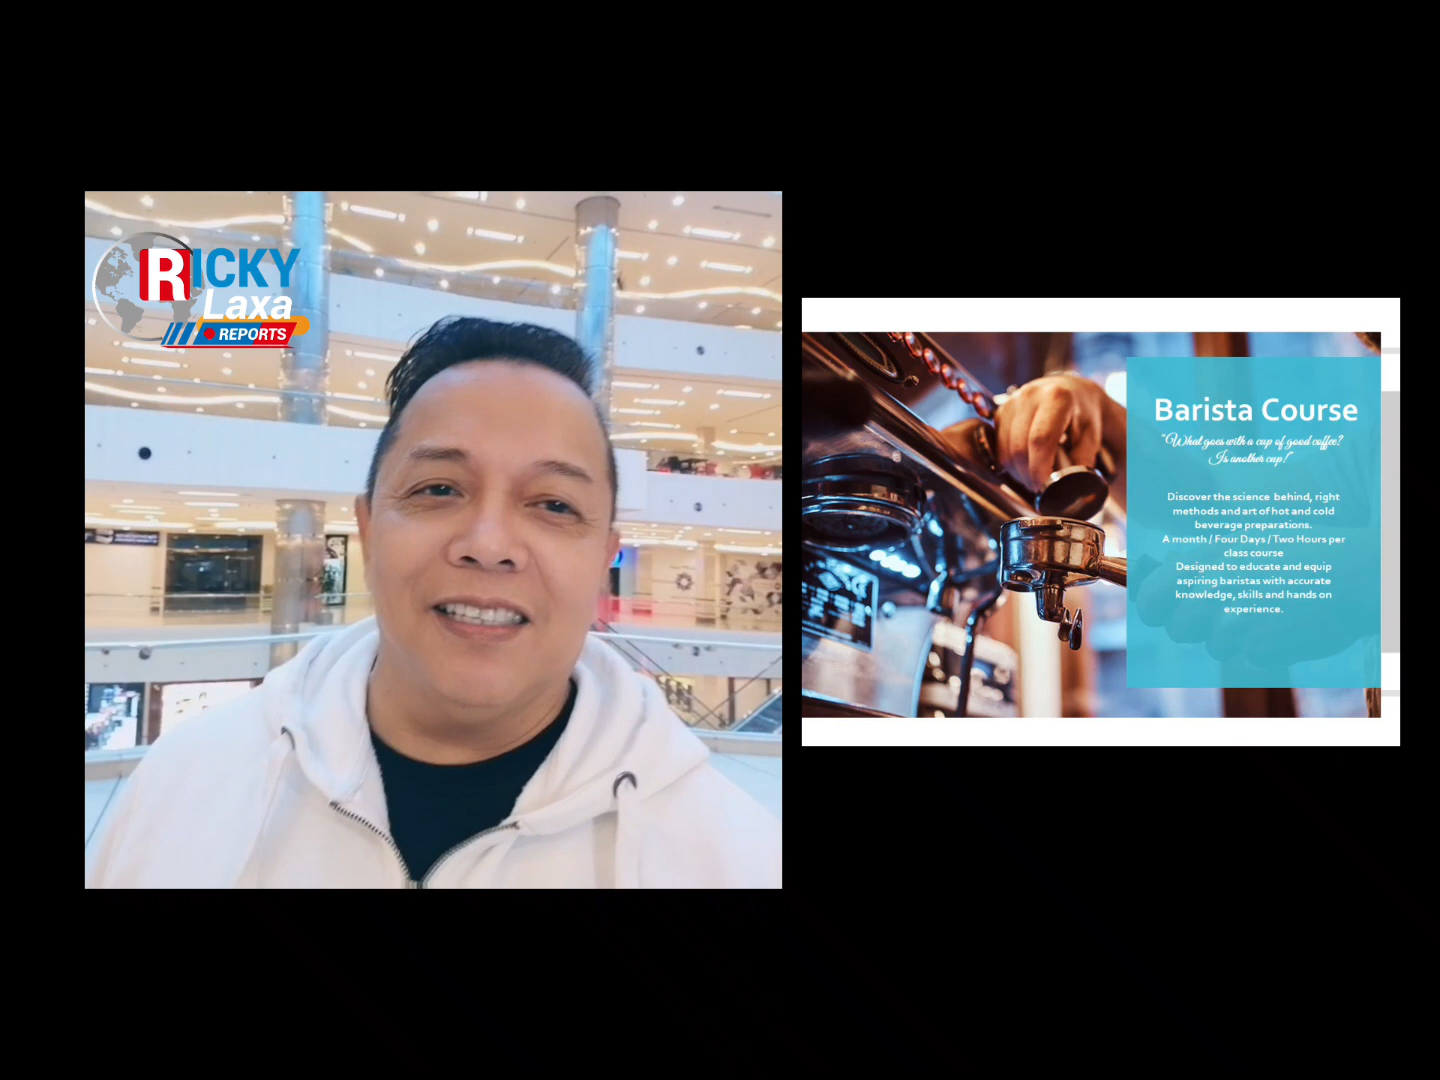 RICKY
Laxa
REPORTS
Barista Course
"What goes with a cup of good coffee?
Is another cup!"
Discover the science behind, right
methods and art of hot and cold
beverage preparations.
A month / Four Days / Two Hours per
class course
Designed to educate and equip
aspiring baristas with accurate
knowledge, skills and hands on
experience.